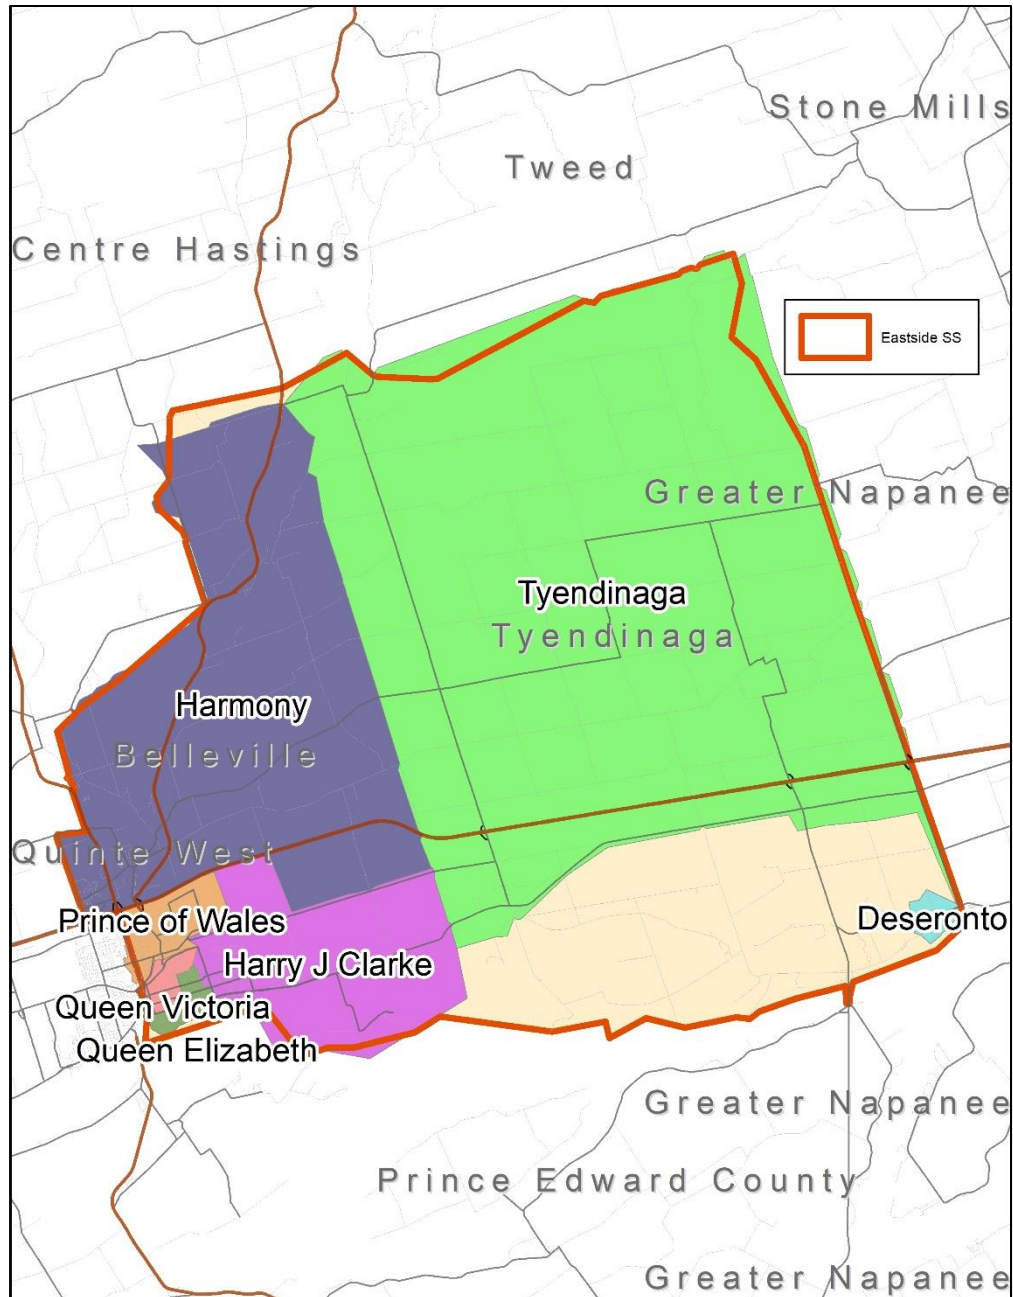 Stone Mills
Tweed
Centre Hastings
Eastside SS
Greater Napanee
Tyendinaga
Tyendinaga
Harmony
Belleville
Quinte West
Prince of Wales
Deseronto
Harry J Clarke
Queen Victoria
Queen Elizabeth
Greater Napanee
Prince Edward County
Greater Napanee